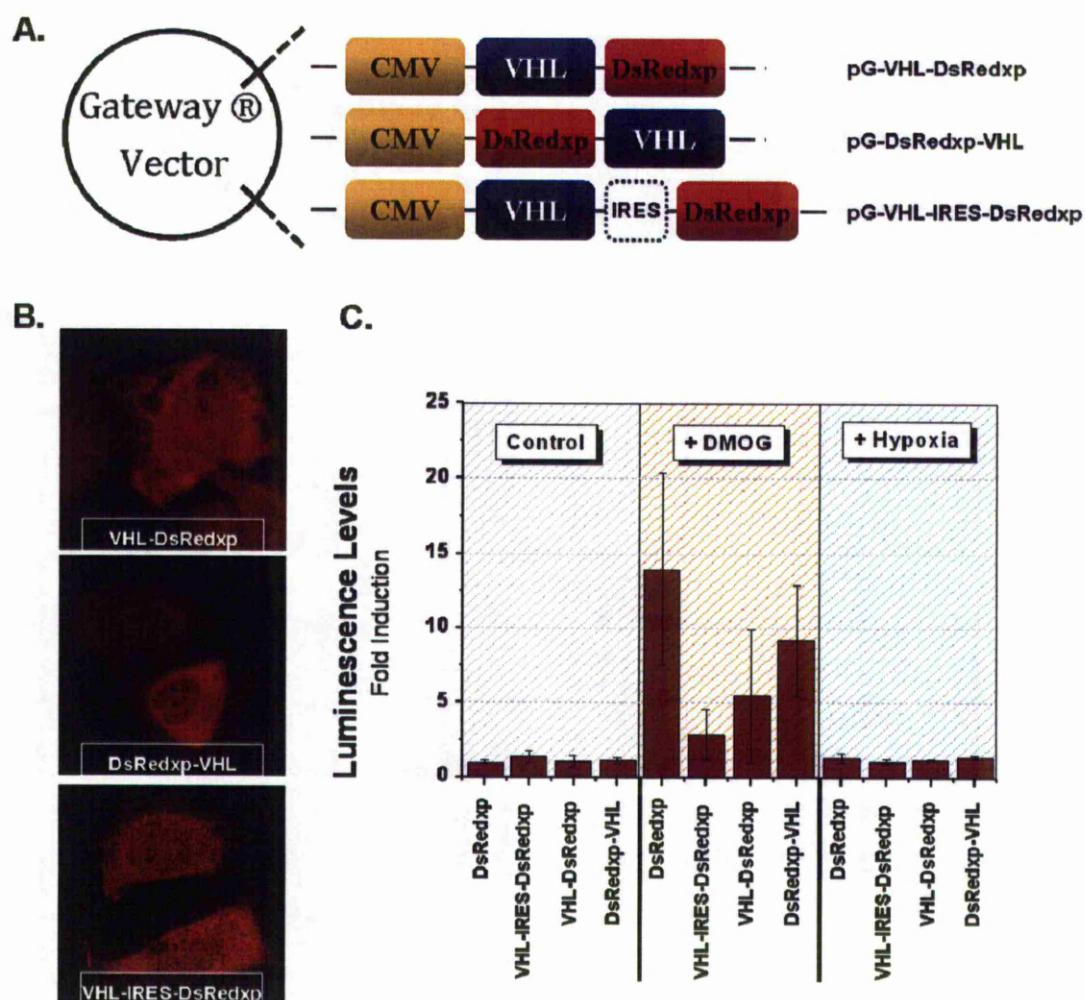 A.
Gateway ®
Vector
CMV VHL DsRedxp pG-VHL-DsRedxp
CMV DsRedxp VHL pG-DsRedxp-VHL
CMV VHL IRES DsRedxp pG-VHL-IRES-DsRedxp
B.
VHL-DsRedxp
DsRedxp-VHL
VHL-IRES-DsRedxp
C.
Luminescence Levels
Fold Induction
25
20
15
10
5
0
Control
+ DMOG
+ Hypoxia
DsRedxp
VHL-IRES-DsRedxp
VHL-DsRedxp
DsRedxp-VHL
DsRedxp
VHL-IRES-DsRedxp
VHL-DsRedxp
DsRedxp-VHL
DsRedxp
VHL-IRES-DsRedxp
VHL-DsRedxp
DsRedxp-VHL